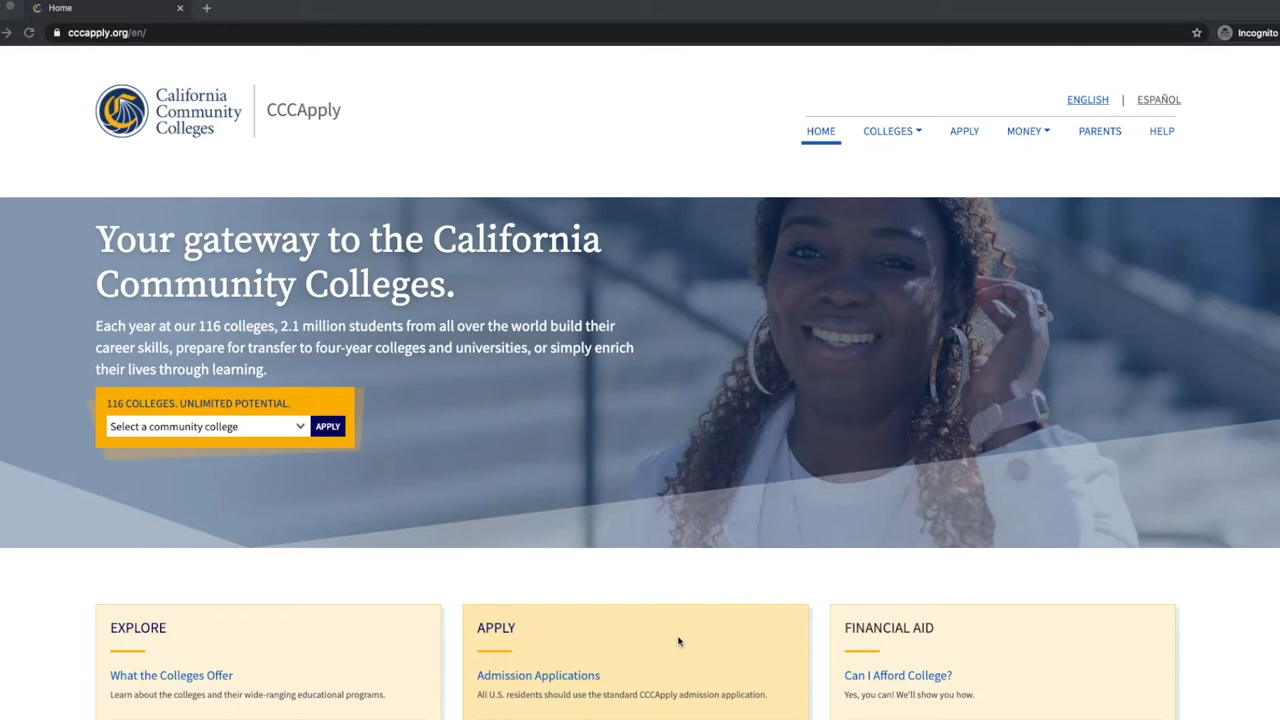 Home
cccapply.org/en/
Incognito
California
Community
Colleges
CCCApply
ENGLISH | ESPAÑOL
HOME COLLEGES APPLY MONEY PARENTS HELP
Your gateway to the California
Community Colleges.
Each year at our 116 colleges, 2.1 million students from all over the world build their
career skills, prepare for transfer to four-year colleges and universities, or simply enrich
their lives through learning.
116 COLLEGES. UNLIMITED POTENTIAL.
Select a community college APPLY
EXPLORE
What the Colleges Offer
Learn about the colleges and their wide-ranging educational programs.
APPLY
Admission Applications
All U.S. residents should use the standard CCCApply admission application.
FINANCIAL AID
Can I Afford College?
Yes, you can! We'll show you how.